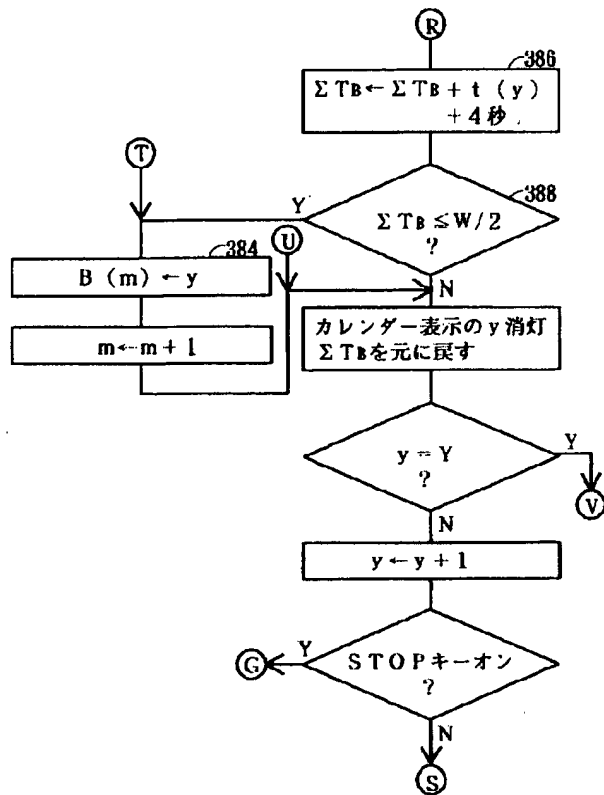 R
386
ΣTB←ΣTB+t(y)
+4秒
T
388
Y
ΣTB≦W/2
?
U
384
B(m)←y
N
m←m+1
カレンダー表示のy消灯
ΣTBを元に戻す
y=Y
?
Y
V
N
y←y+1
G
Y
STOPキーオン
?
N
S